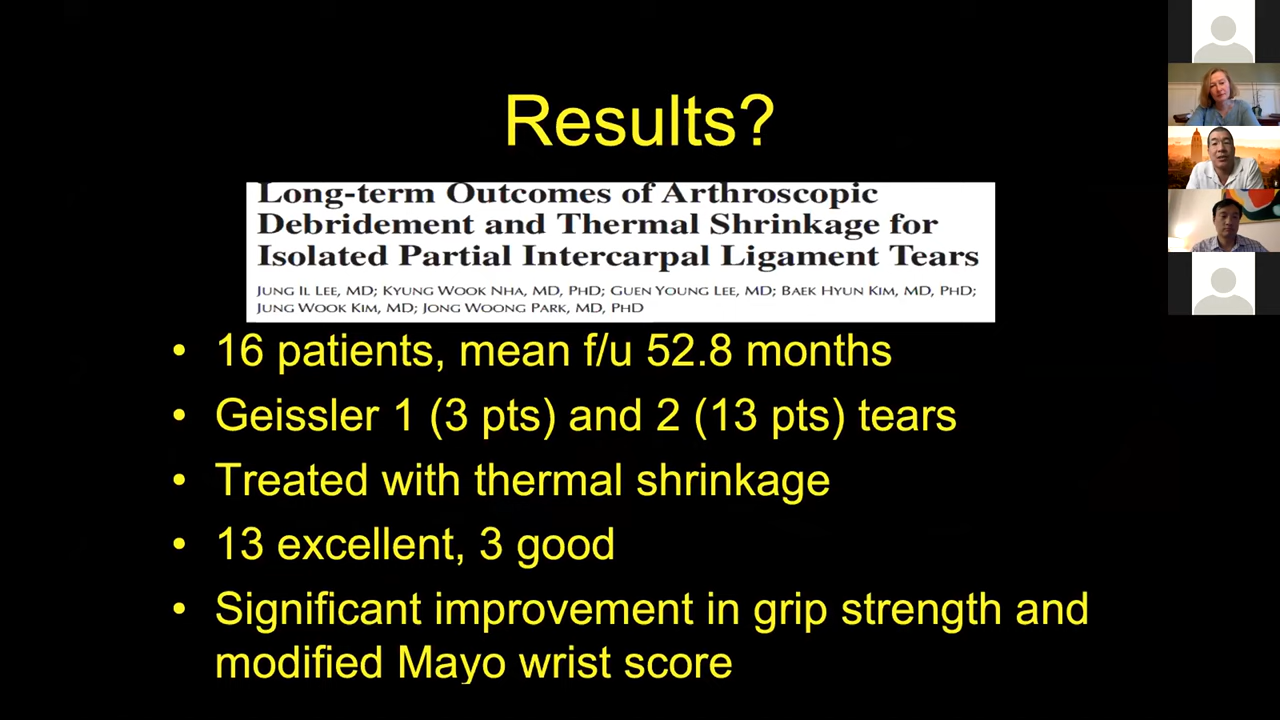 Results?
Long-term Outcomes of Arthroscopic
Debridement and Thermal Shrinkage for
Isolated Partial Intercarpal Ligament Tears
Jung Il Lee, MD; Kyung Wook Nha, MD, PhD; Guen Young Lee, MD; Baek Hyun Kim, MD, PhD;
Jung Wook Kim, MD; Jong Woong Park, MD, PhD
• 16 patients, mean f/u 52.8 months
• Geissler 1 (3 pts) and 2 (13 pts) tears
• Treated with thermal shrinkage
• 13 excellent, 3 good
• Significant improvement in grip strength and
modified Mayo wrist score